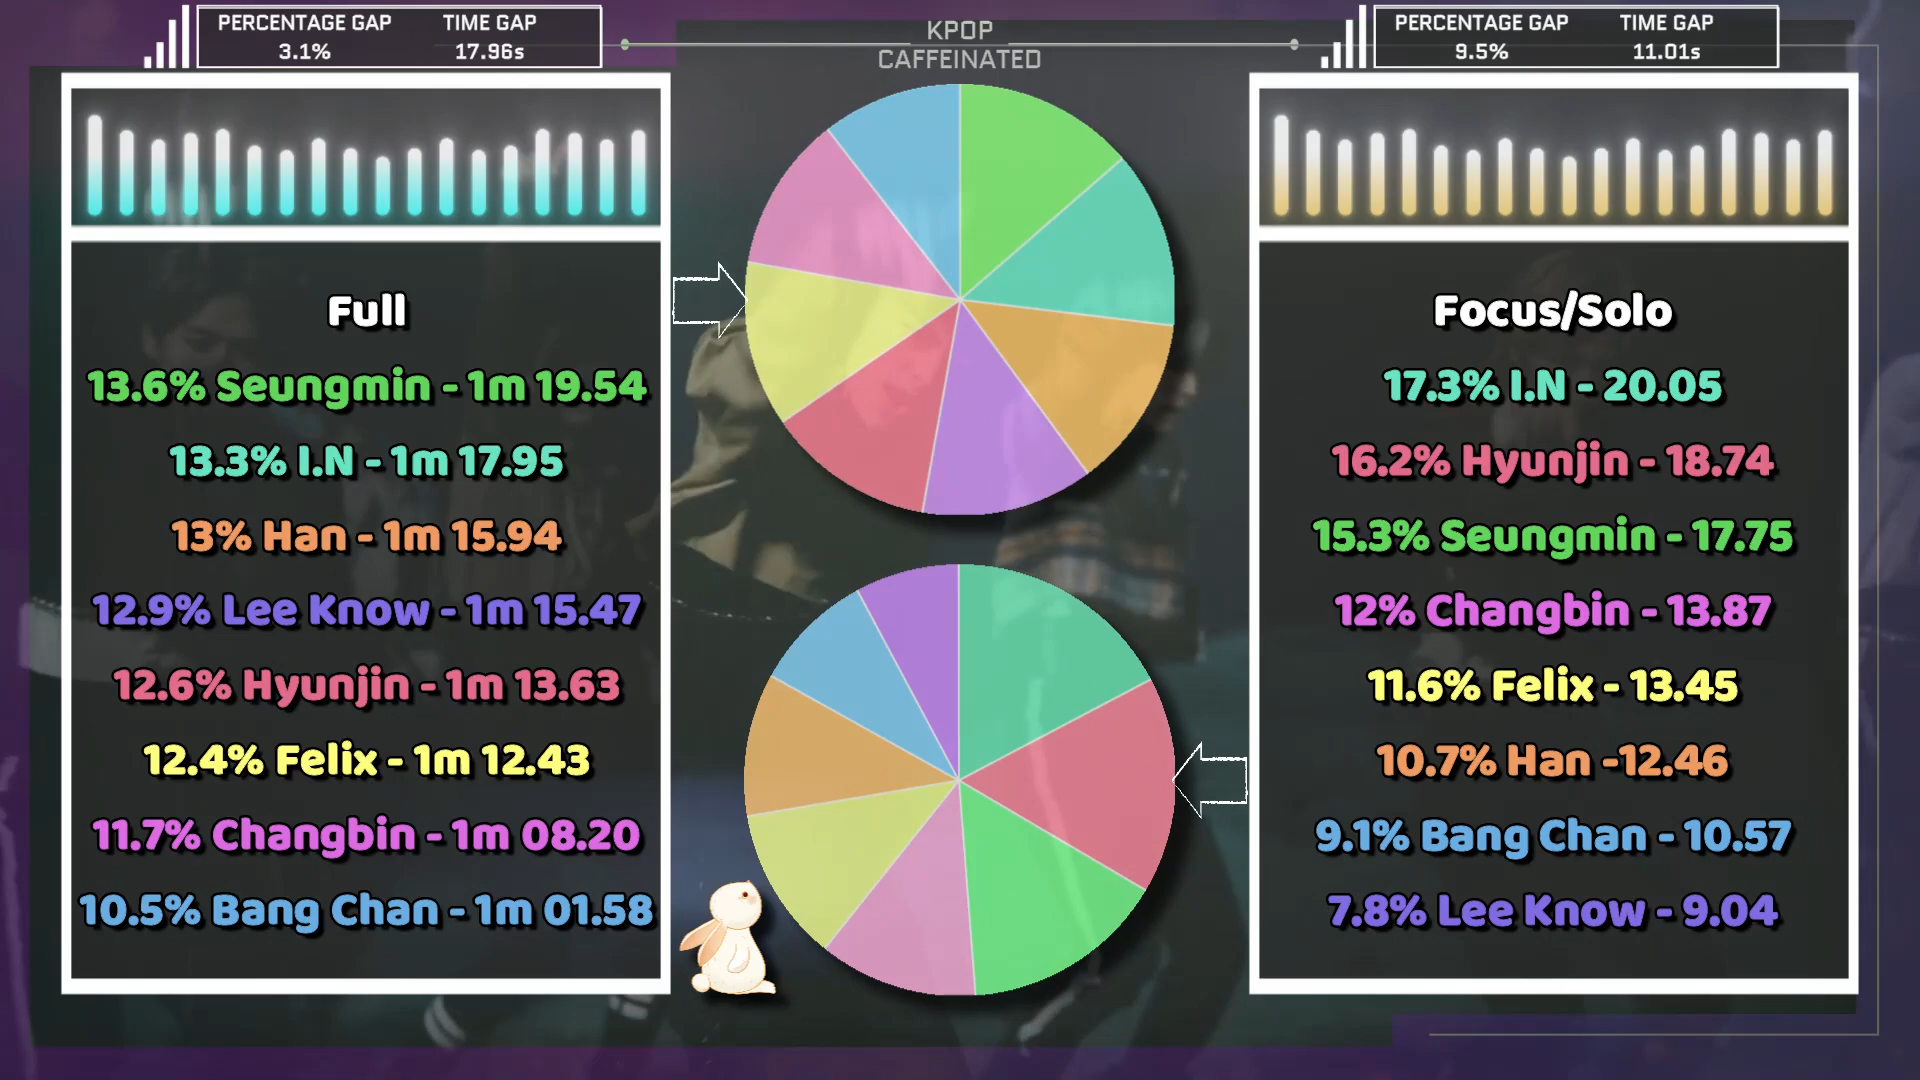 PERCENTAGE GAP TIME GAP
3.1% 17.96s
KPOP
CAFFEINATED
PERCENTAGE GAP TIME GAP
9.5% 11.01s
Full
13.6% Seungmin - 1m 19.54
13.3% I.N - 1m 17.95
13% Han - 1m 15.94
12.9% Lee Know - 1m 15.47
12.6% Hyunjin - 1m 13.63
12.4% Felix - 1m 12.43
11.7% Changbin - 1m 08.20
10.5% Bang Chan - 1m 01.58
Focus/Solo
17.3% I.N - 20.05
16.2% Hyunjin - 18.74
15.3% Seungmin - 17.75
12% Changbin - 13.87
11.6% Felix - 13.45
10.7% Han -12.46
9.1% Bang Chan - 10.57
7.8% Lee Know - 9.04